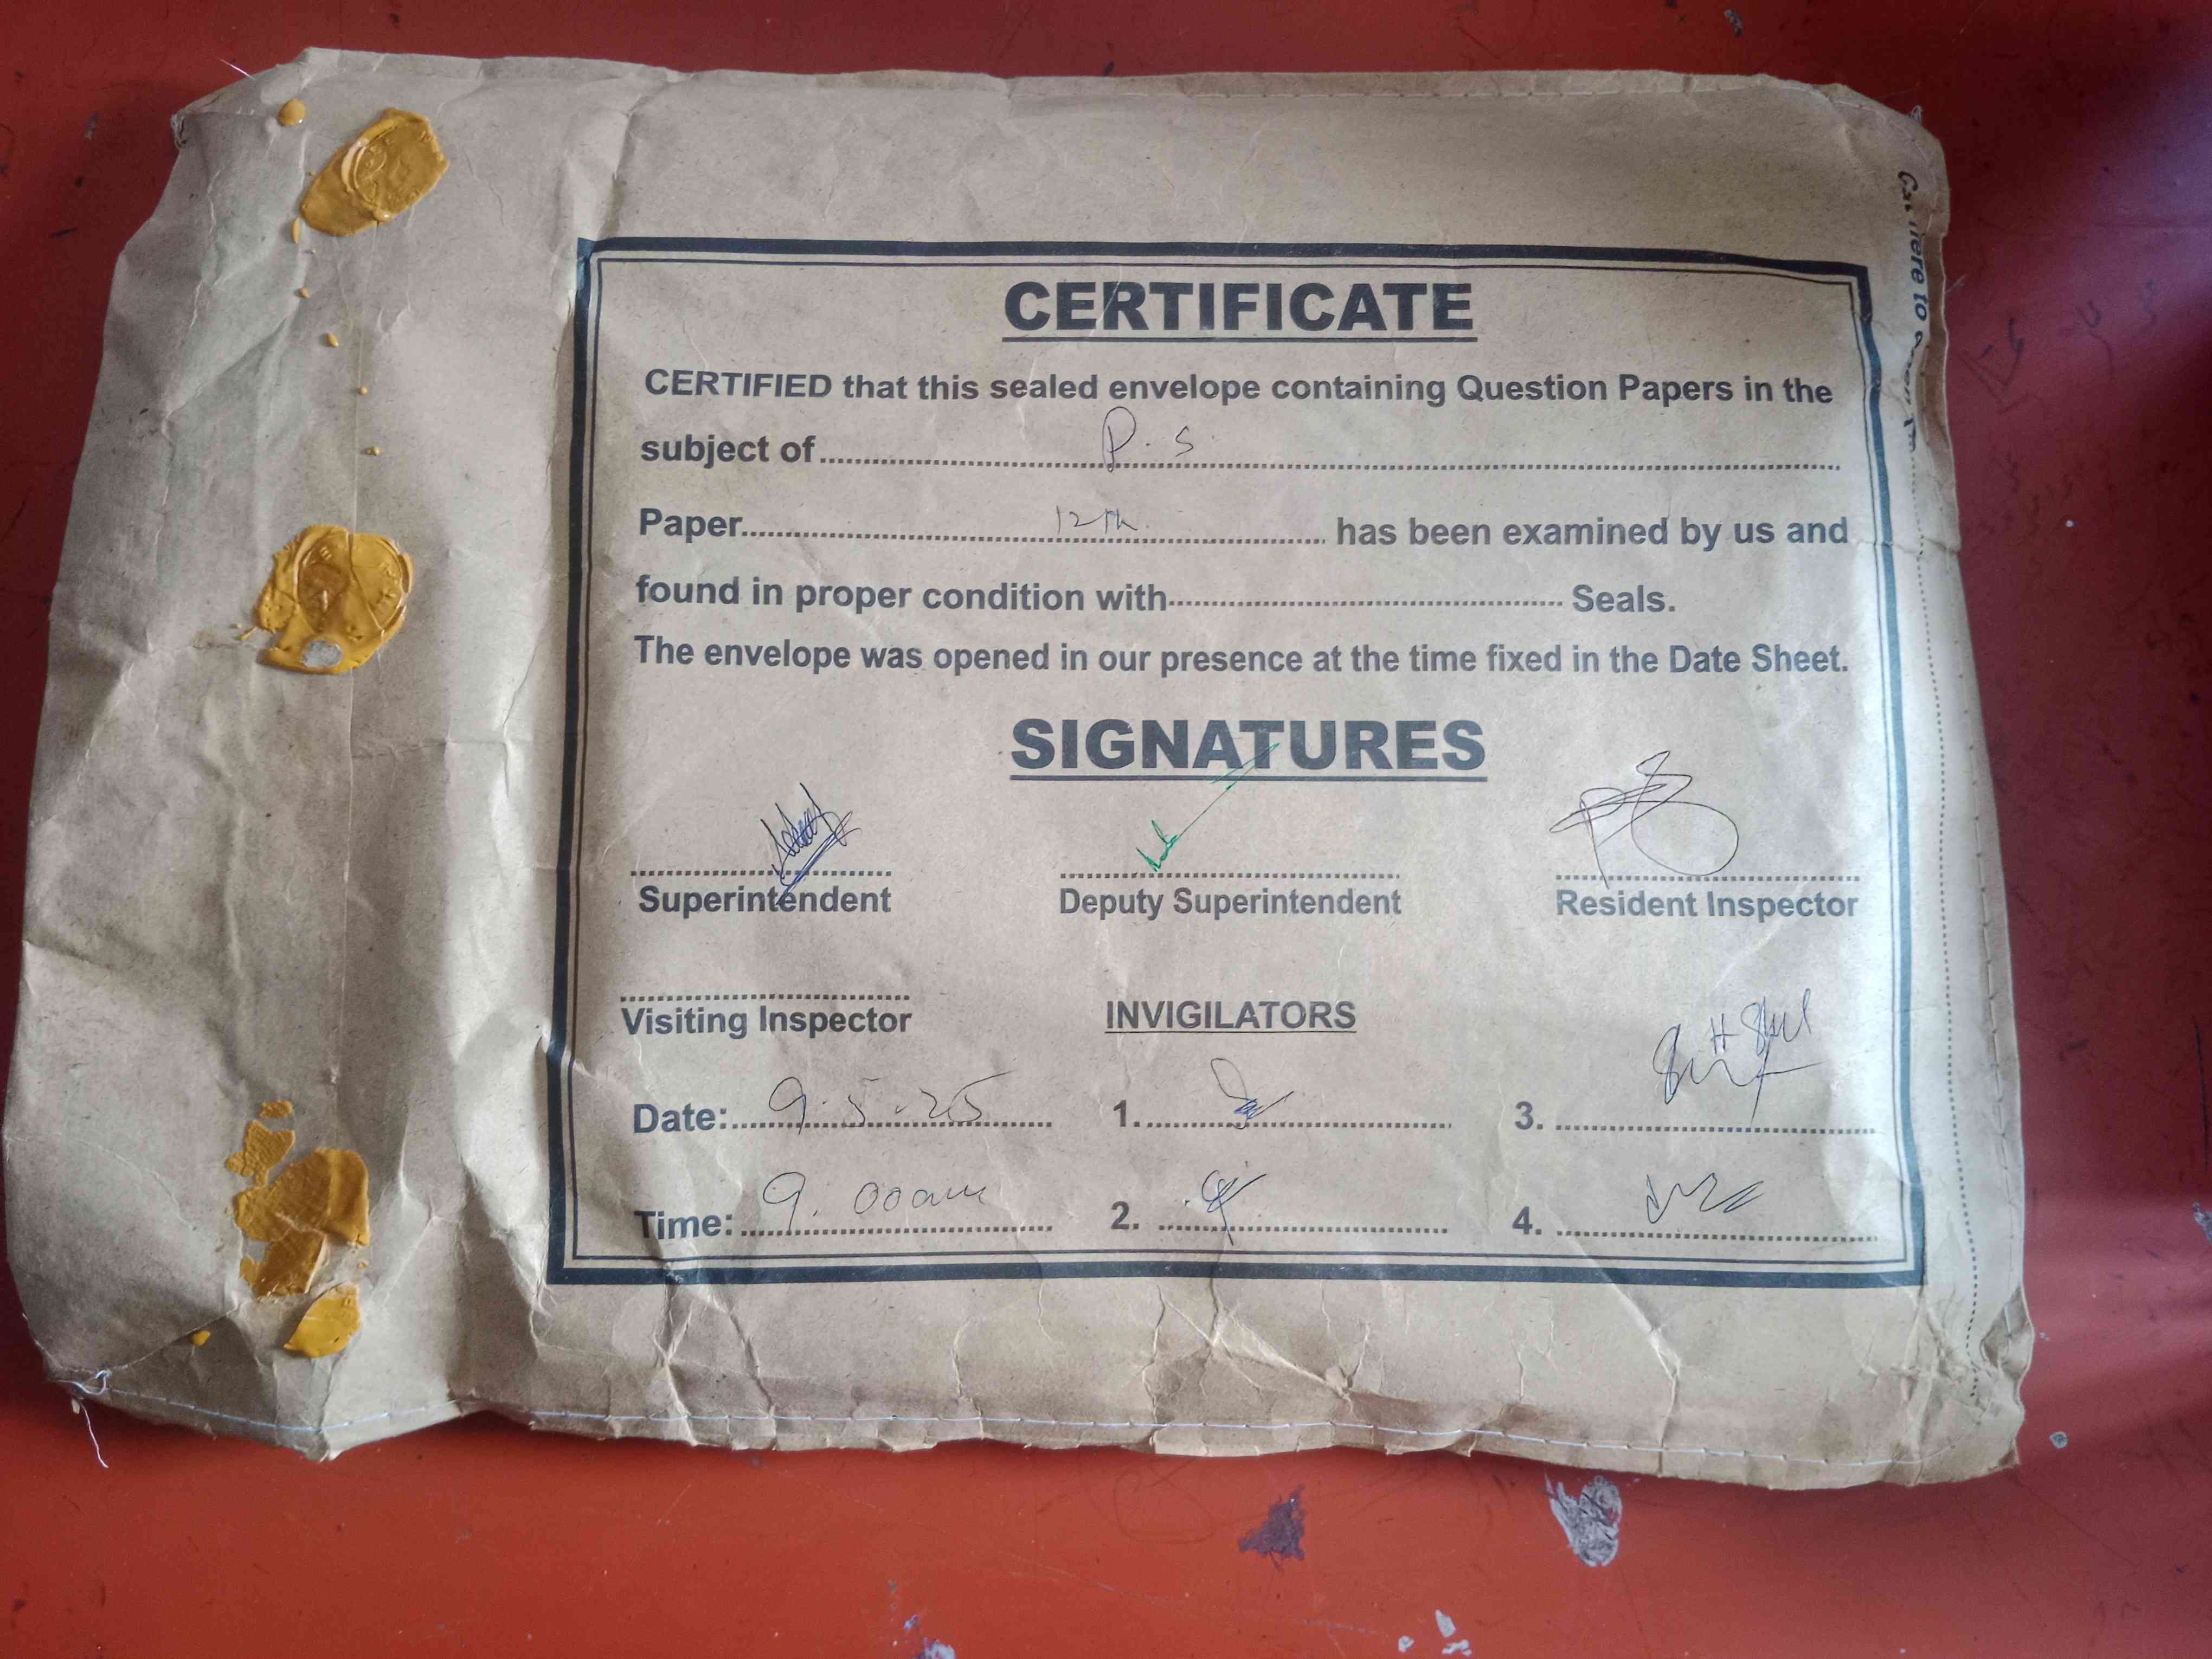 CERTIFICATE
CERTIFIED that this sealed envelope containing Question Papers in the
subject of P. S
Paper 12th has been examined by us and
found in proper condition with Seals.
The envelope was opened in our presence at the time fixed in the Date Sheet.
SIGNATURES
Superintendent Deputy Superintendent Resident Inspector
Visiting Inspector INVIGILATORS
Date: 9.5.25 1. 3.
Time: 9.00am 2. 4.